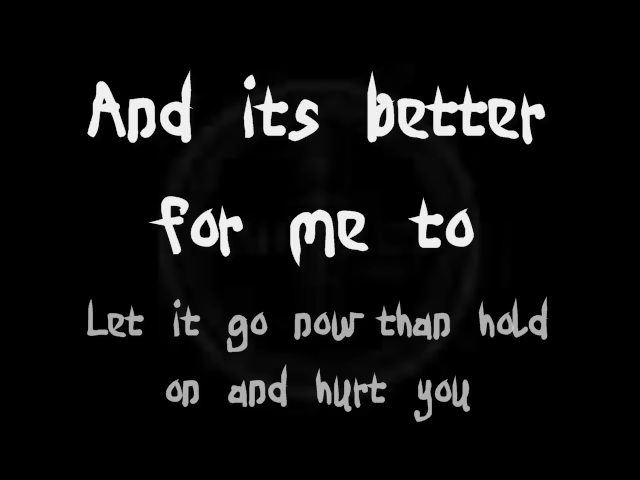 And its better
for me to
Let it go now than hold
on and hurt you